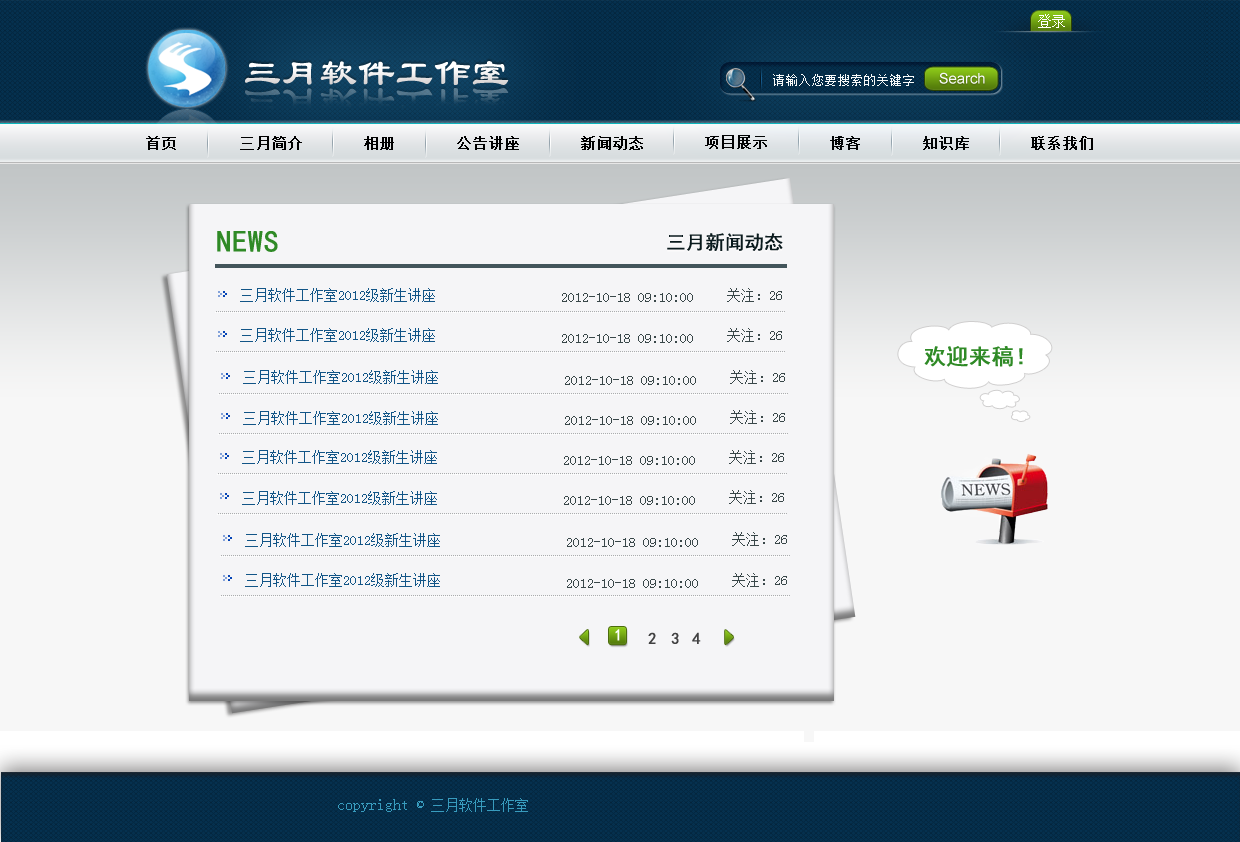 登录
三月软件工作室
请输入您要搜索的关键字 Search
首页 三月简介 相册 公告讲座 新闻动态 项目展示 博客 知识库 联系我们
NEWS 三月新闻动态
三月软件工作室2012级新生讲座 2012-10-18 09:10:00 关注：26
三月软件工作室2012级新生讲座 2012-10-18 09:10:00 关注：26
三月软件工作室2012级新生讲座 2012-10-18 09:10:00 关注：26
三月软件工作室2012级新生讲座 2012-10-18 09:10:00 关注：26
三月软件工作室2012级新生讲座 2012-10-18 09:10:00 关注：26
三月软件工作室2012级新生讲座 2012-10-18 09:10:00 关注：26
三月软件工作室2012级新生讲座 2012-10-18 09:10:00 关注：26
三月软件工作室2012级新生讲座 2012-10-18 09:10:00 关注：26
1 2 3 4
欢迎来稿！
NEWS
copyright © 三月软件工作室